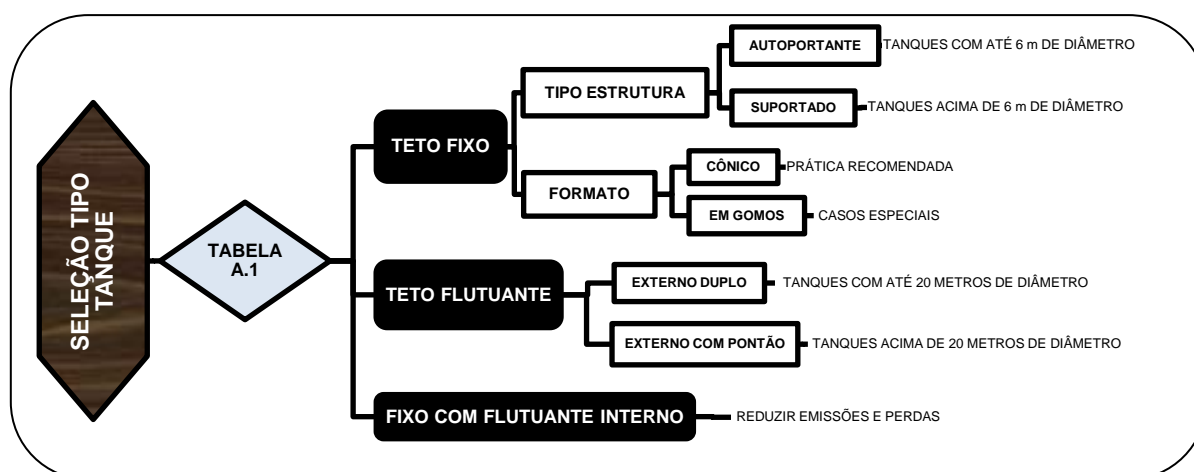 SELEÇÃO TIPO
TANQUE
TABELA
A.1
TETO FIXO
TIPO ESTRUTURA
AUTOPORTANTE
TANQUES COM ATÉ 6 m DE DIÂMETRO
SUPORTADO
TANQUES ACIMA DE 6 m DE DIÂMETRO
FORMATO
CÔNICO
PRÁTICA RECOMENDADA
EM GOMOS
CASOS ESPECIAIS
TETO FLUTUANTE
EXTERNO DUPLO
TANQUES COM ATÉ 20 METROS DE DIÂMETRO
EXTERNO COM PONTÃO
TANQUES ACIMA DE 20 METROS DE DIÂMETRO
FIXO COM FLUTUANTE INTERNO
REDUZIR EMISSÕES E PERDAS